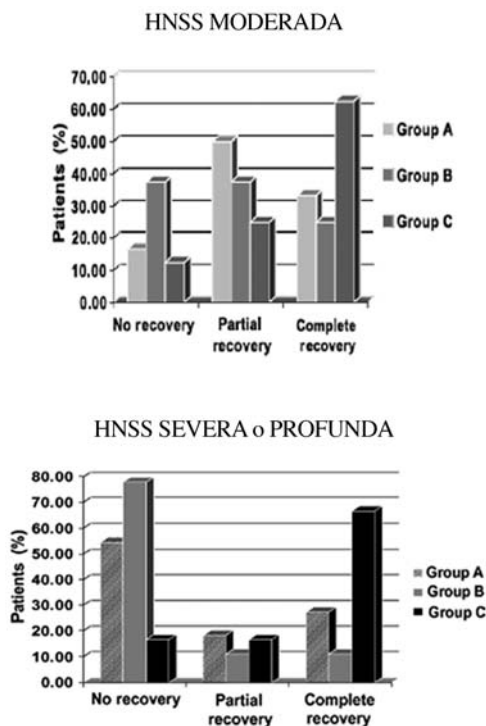 HNSS MODERADA
70,00
60.00
50.00
40.00
30.00
20.00
10.00
0.00
Patients (%)
No recovery
Partial recovery
Complete recovery
Group A
Group B
Group C
HNSS SEVERA o PROFUNDA
80.00
70.00
60.00
50.00
40.00
30.00
20.00
10.00
0.00
Patients (%)
No recovery
Partial recovery
Complete recovery
Group A
Group B
Group C